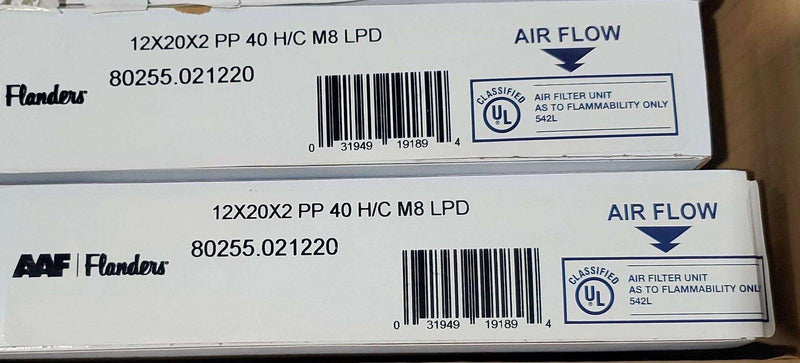 12X20X2 PP 40 H/C M8 LPD
80255.021220
Flanders
0 31949 19189 4
AIR FLOW
CLASSIFIED
UL
AIR FILTER UNIT
AS TO FLAMMABILITY ONLY
542L
12X20X2 PP 40 H/C M8 LPD
80255.021220
AAF Flanders
0 31949 19189 4
AIR FLOW
CLASSIFIED
UL
AIR FILTER UNIT
AS TO FLAMMABILITY ONLY
542L